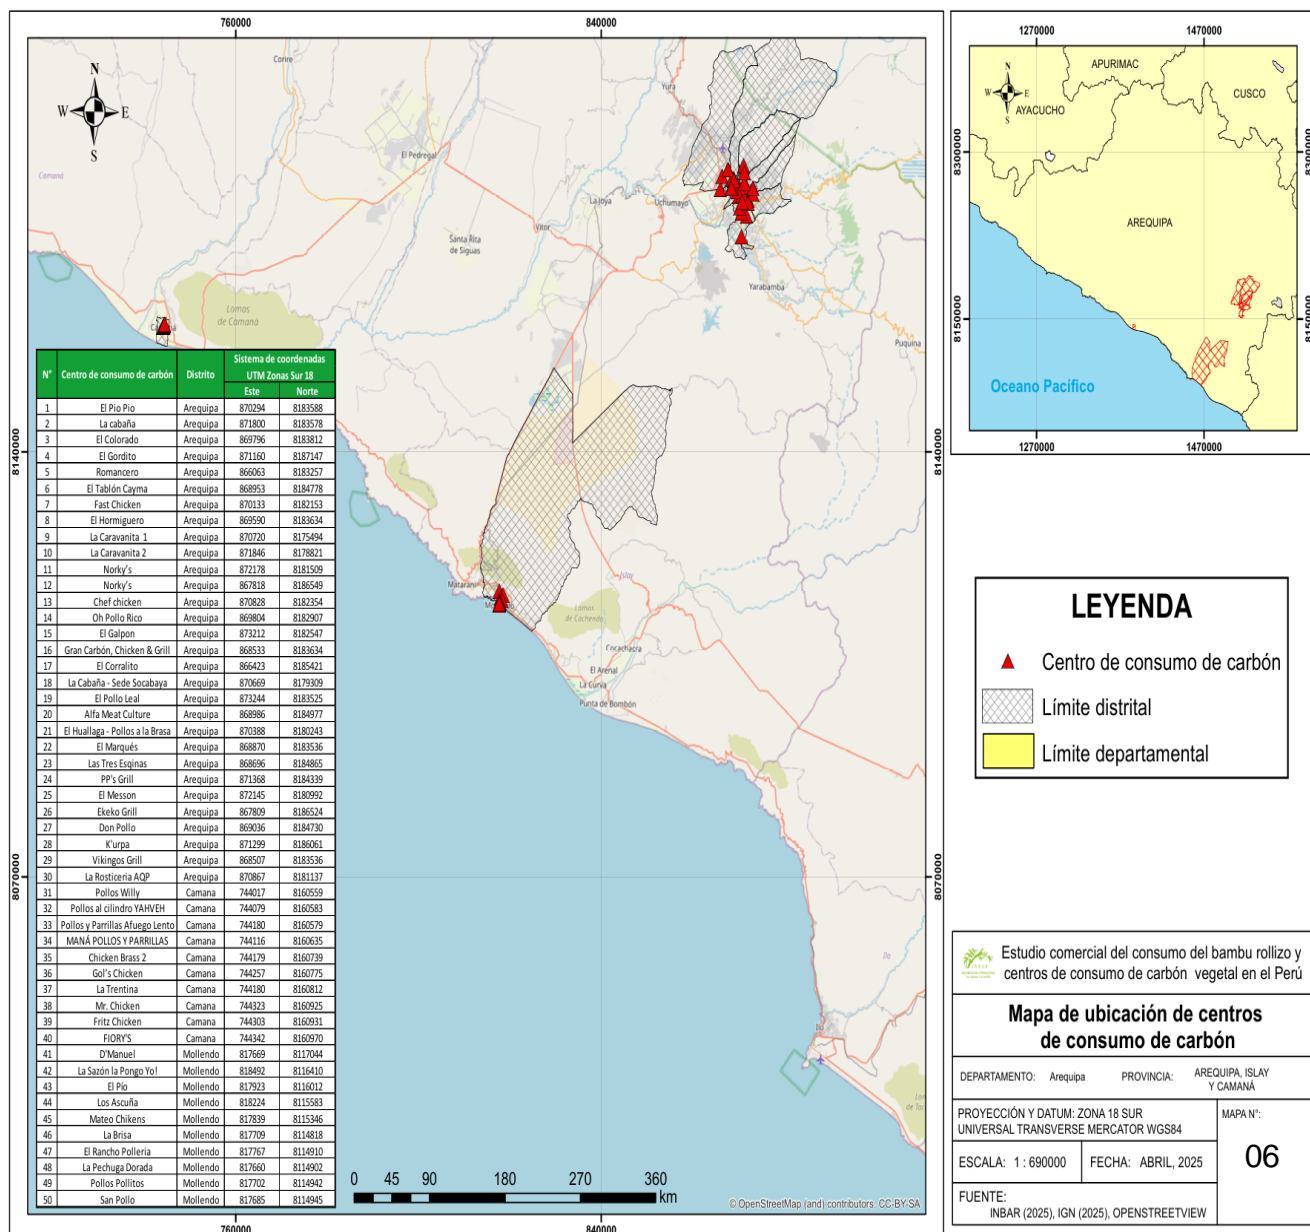 760000
840000
N
W
E
S
Corire
Yura
El Pedregal
Camaná
La Joya
Uchumayo
Vitor
Santa Rita
de Siguas
Yarabamba
Lomas
de Camaná
Puquina
8140000
8140000
Matarani
Islay
Lomas
de Cachendo
Cocachacra
El Arenal
La Curva
Punta de Bombón
8070000
8070000
Ilo
Ilo
N° Centro de consumo de carbón Distrito Sistema de coordenadas
UTM Zonas Sur 18
Este Norte
1 El Pio Pio Arequipa 870294 8183588
2 La cabaña Arequipa 871800 8183578
3 El Colorado Arequipa 869796 8183812
4 El Gordito Arequipa 871160 8187147
5 Romancero Arequipa 866063 8183257
6 El Tablón Cayma Arequipa 868953 8184778
7 Fast Chicken Arequipa 870133 8182153
8 El Hormiguero Arequipa 869590 8183634
9 La Caravanita 1 Arequipa 870720 8175494
10 La Caravanita 2 Arequipa 871846 8178821
11 Norky's Arequipa 872178 8181509
12 Norky's Arequipa 867818 8186549
13 Chef chicken Arequipa 870828 8182354
14 Oh Pollo Rico Arequipa 869804 8182907
15 El Galpon Arequipa 873212 8182547
16 Gran Carbón, Chicken & Grill Arequipa 868533 8183634
17 El Corralito Arequipa 866423 8185421
18 La Cabaña - Sede Socabaya Arequipa 870669 8179309
19 El Pollo Leal Arequipa 873244 8183525
20 Alfa Meat Culture Arequipa 868986 8184977
21 El Huallaga - Pollos a la Brasa Arequipa 870388 8180243
22 El Marqués Arequipa 868870 8183536
23 Las Tres Esqinas Arequipa 868696 8184865
24 PP's Grill Arequipa 871368 8184339
25 El Messon Arequipa 872145 8180992
26 Ekeko Grill Arequipa 867809 8186524
27 Don Pollo Arequipa 869036 8184730
28 K'urpa Arequipa 871299 8186061
29 Vikingos Grill Arequipa 868507 8183536
30 La Rosticeria AQP Arequipa 870867 8181137
31 Pollos Willy Camana 744017 8160559
32 Pollos al cilindro YAHVEH Camana 744079 8160583
33 Pollos y Parrillas Afuego Lento Camana 744180 8160579
34 MANÁ POLLOS Y PARRILLAS Camana 744116 8160635
35 Chicken Brass 2 Camana 744179 8160739
36 Gol's Chicken Camana 744257 8160775
37 La Trentina Camana 744180 8160812
38 Mr. Chicken Camana 744323 8160925
39 Fritz Chicken Camana 744303 8160931
40 FIORY'S Camana 744342 8160970
41 D'Manuel Mollendo 817669 8117044
42 La Sazón la Pongo Yo! Mollendo 818492 8116410
43 El Pío Mollendo 817923 8116012
44 Los Ascuña Mollendo 818224 8115583
45 Mateo Chikens Mollendo 817839 8115346
46 La Brisa Mollendo 817709 8114818
47 El Rancho Polleria Mollendo 817767 8114910
48 La Pechuga Dorada Mollendo 817660 8114902
49 Pollos Pollitos Mollendo 817702 8114942
50 San Pollo Mollendo 817685 8114945
0 45 90 180 270 360
km
© OpenStreetMap (and) contributors, CC-BY-SA
760000
840000
1270000
1470000
N
W
E
S
APURIMAC
CUSCO
AYACUCHO
8300000
8300000
AREQUIPA
8150000
8150000
Oceano Pacífico
1270000
1470000
LEYENDA
Centro de consumo de carbón
Límite distrital
Límite departamental
Estudio comercial del consumo del bambu rollizo y
centros de consumo de carbón vegetal en el Perú
Mapa de ubicación de centros
de consumo de carbón
DEPARTAMENTO: Arequipa PROVINCIA: AREQUIPA, ISLAY
Y CAMANÁ
PROYECCIÓN Y DATUM: ZONA 18 SUR
UNIVERSAL TRANSVERSE MERCATOR WGS84
MAPA N°:
06
ESCALA: 1 : 690000 FECHA: ABRIL, 2025
FUENTE:
INBAR (2025), IGN (2025), OPENSTREETVIEW